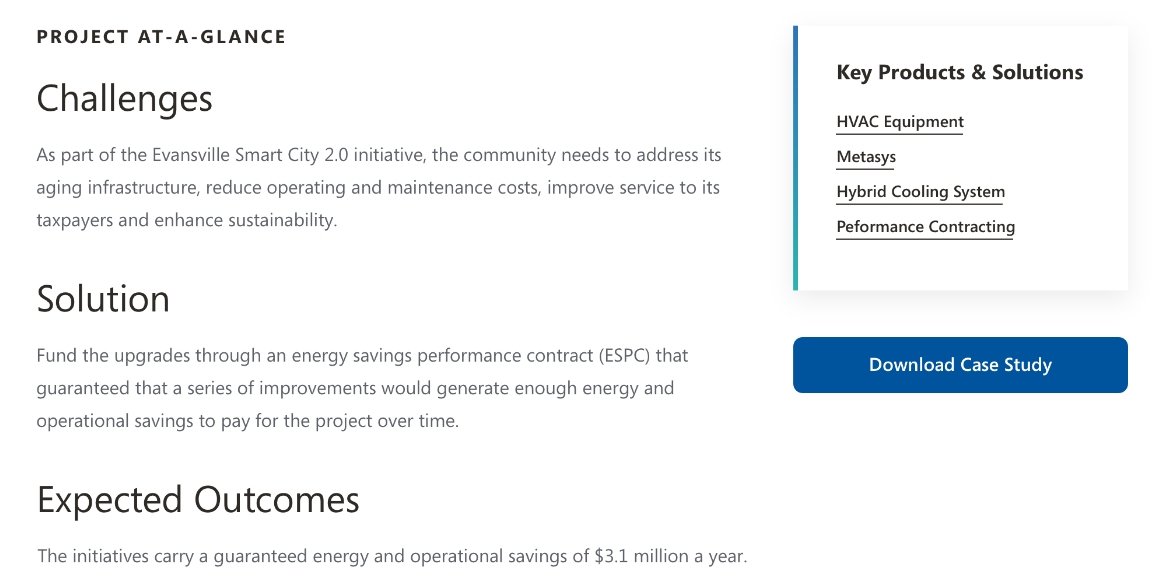 PROJECT AT-A-GLANCE
Challenges
As part of the Evansville Smart City 2.0 initiative, the community needs to address its
aging infrastructure, reduce operating and maintenance costs, improve service to its
taxpayers and enhance sustainability.
Solution
Fund the upgrades through an energy savings performance contract (ESPC) that
guaranteed that a series of improvements would generate enough energy and
operational savings to pay for the project over time.
Expected Outcomes
The initiatives carry a guaranteed energy and operational savings of $3.1 million a year.
Key Products & Solutions
HVAC Equipment
Metasys
Hybrid Cooling System
Peformance Contracting
Download Case Study